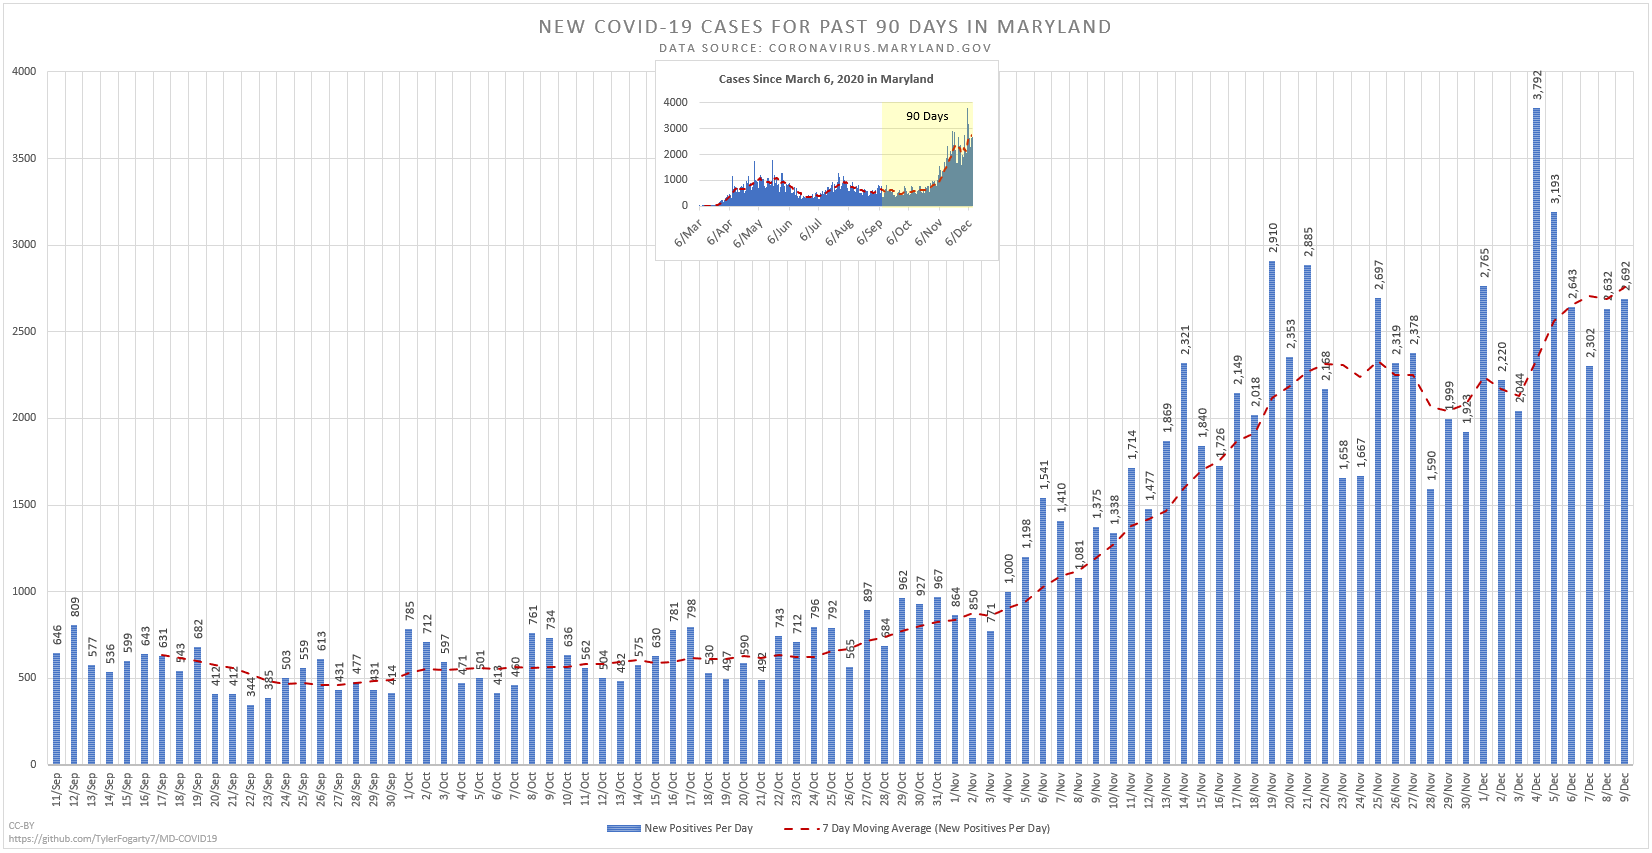 NEW COVID-19 CASES FOR PAST 90 DAYS IN MARYLAND
DATA SOURCE: CORONAVIRUS.MARYLAND.GOV
Cases Since March 6, 2020 in Maryland
90 Days
4000
3000
2000
1000
0
6/Mar 6/Apr 6/May 6/Jun 6/Jul 6/Aug 6/Sep 6/Oct 6/Nov 6/Dec
4000
3500
3000
2500
2000
1500
1000
500
0
646 809 577 536 599 643 631 543 682 412 412 344 385 503 559 613 431 477 431 414 785 712 597 471 501 413 460 761 734 636 562 504 482 575 630 781 798 530 497 590 492 743 712 796 792 565 897 684 962 927 967 864 850 771 1,000 1,198 1,541 1,410 1,081 1,375 1,338 1,714 1,477 1,869 2,321 1,840 1,726 2,149 2,018 2,910 2,353 2,885 2,168 1,658 1,667 2,697 2,319 2,378 1,590 1,999 1,923 2,765 2,220 2,044 3,792 3,193 2,643 2,302 2,632 2,692
11/Sep 12/Sep 13/Sep 14/Sep 15/Sep 16/Sep 17/Sep 18/Sep 19/Sep 20/Sep 21/Sep 22/Sep 23/Sep 24/Sep 25/Sep 26/Sep 27/Sep 28/Sep 29/Sep 30/Sep 1/Oct 2/Oct 3/Oct 4/Oct 5/Oct 6/Oct 7/Oct 8/Oct 9/Oct 10/Oct 11/Oct 12/Oct 13/Oct 14/Oct 15/Oct 16/Oct 17/Oct 18/Oct 19/Oct 20/Oct 21/Oct 22/Oct 23/Oct 24/Oct 25/Oct 26/Oct 27/Oct 28/Oct 29/Oct 30/Oct 31/Oct 1/Nov 2/Nov 3/Nov 4/Nov 5/Nov 6/Nov 7/Nov 8/Nov 9/Nov 10/Nov 11/Nov 12/Nov 13/Nov 14/Nov 15/Nov 16/Nov 17/Nov 18/Nov 19/Nov 20/Nov 21/Nov 22/Nov 23/Nov 24/Nov 25/Nov 26/Nov 27/Nov 28/Nov 29/Nov 30/Nov 1/Dec 2/Dec 3/Dec 4/Dec 5/Dec 6/Dec 7/Dec 8/Dec 9/Dec
New Positives Per Day
7 Day Moving Average (New Positives Per Day)
CC-BY
https://github.com/TylerFogarty7/MD-COVID19